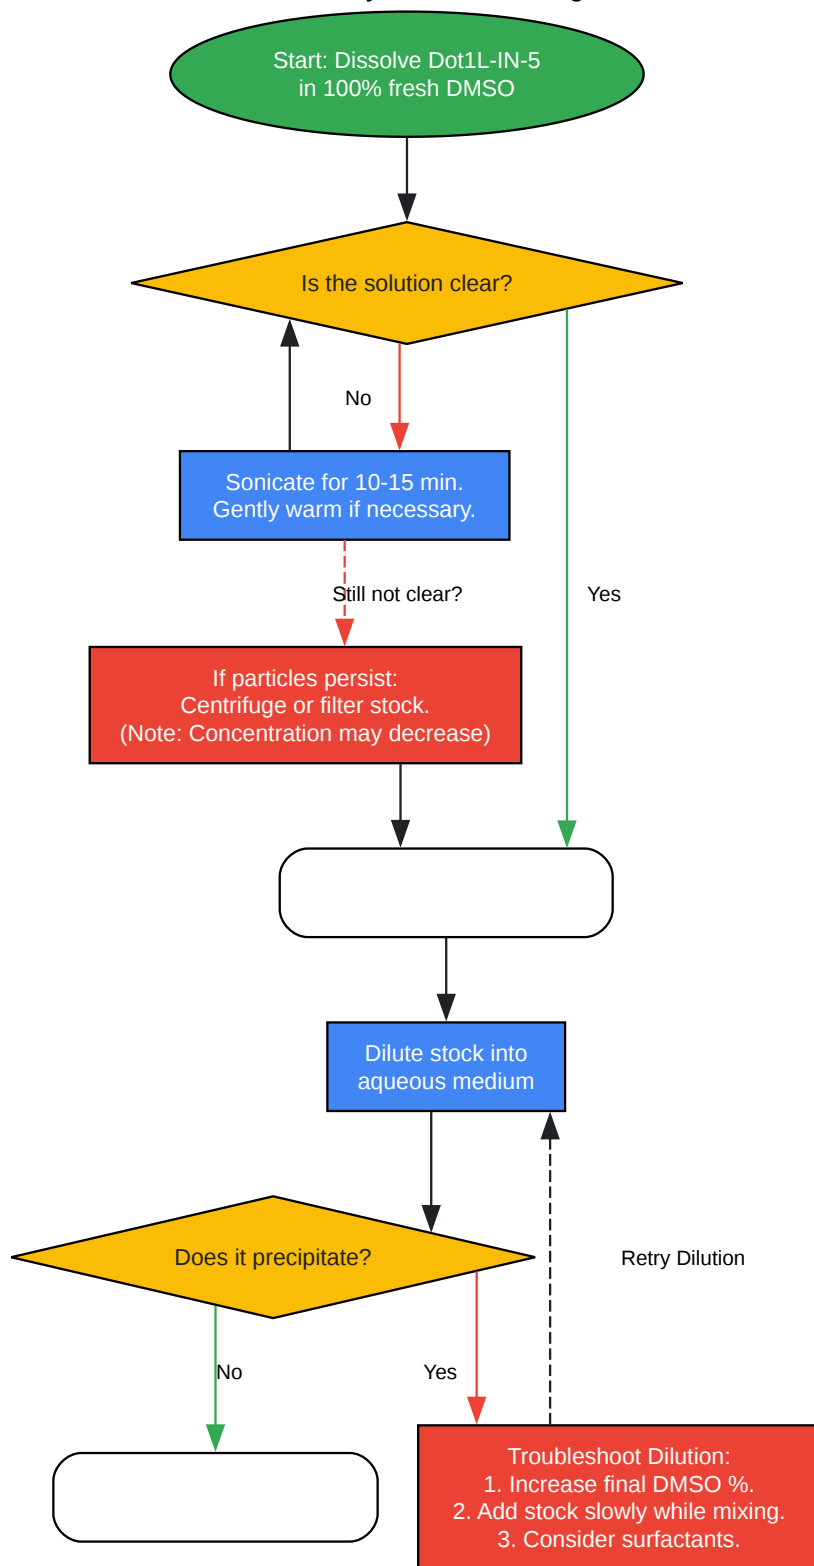 Start: Dissolve Dot1L-IN-5
in 100% fresh DMSO
Is the solution clear?
No
Sonicate for 10-15 min.
Gently warm if necessary.
Still not clear?
Yes
If particles persist:
Centrifuge or filter stock.
(Note: Concentration may decrease)
Dilute stock into
aqueous medium
Does it precipitate?
Retry Dilution
No
Yes
Troubleshoot Dilution:
1. Increase final DMSO %.
2. Add stock slowly while mixing.
3. Consider surfactants.